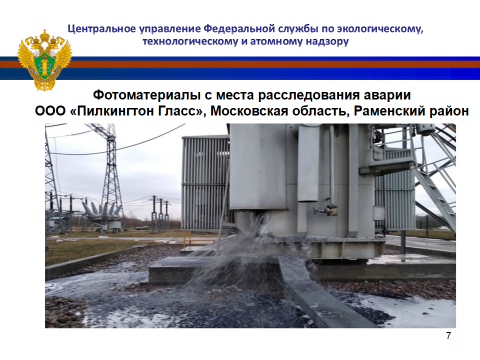 Центральное управление Федеральной службы по экологическому,
технологическому и атомному надзору
Фотоматериалы с места расследования аварии
ООО «Пилкингтон Гласс», Московская область, Раменский район
7